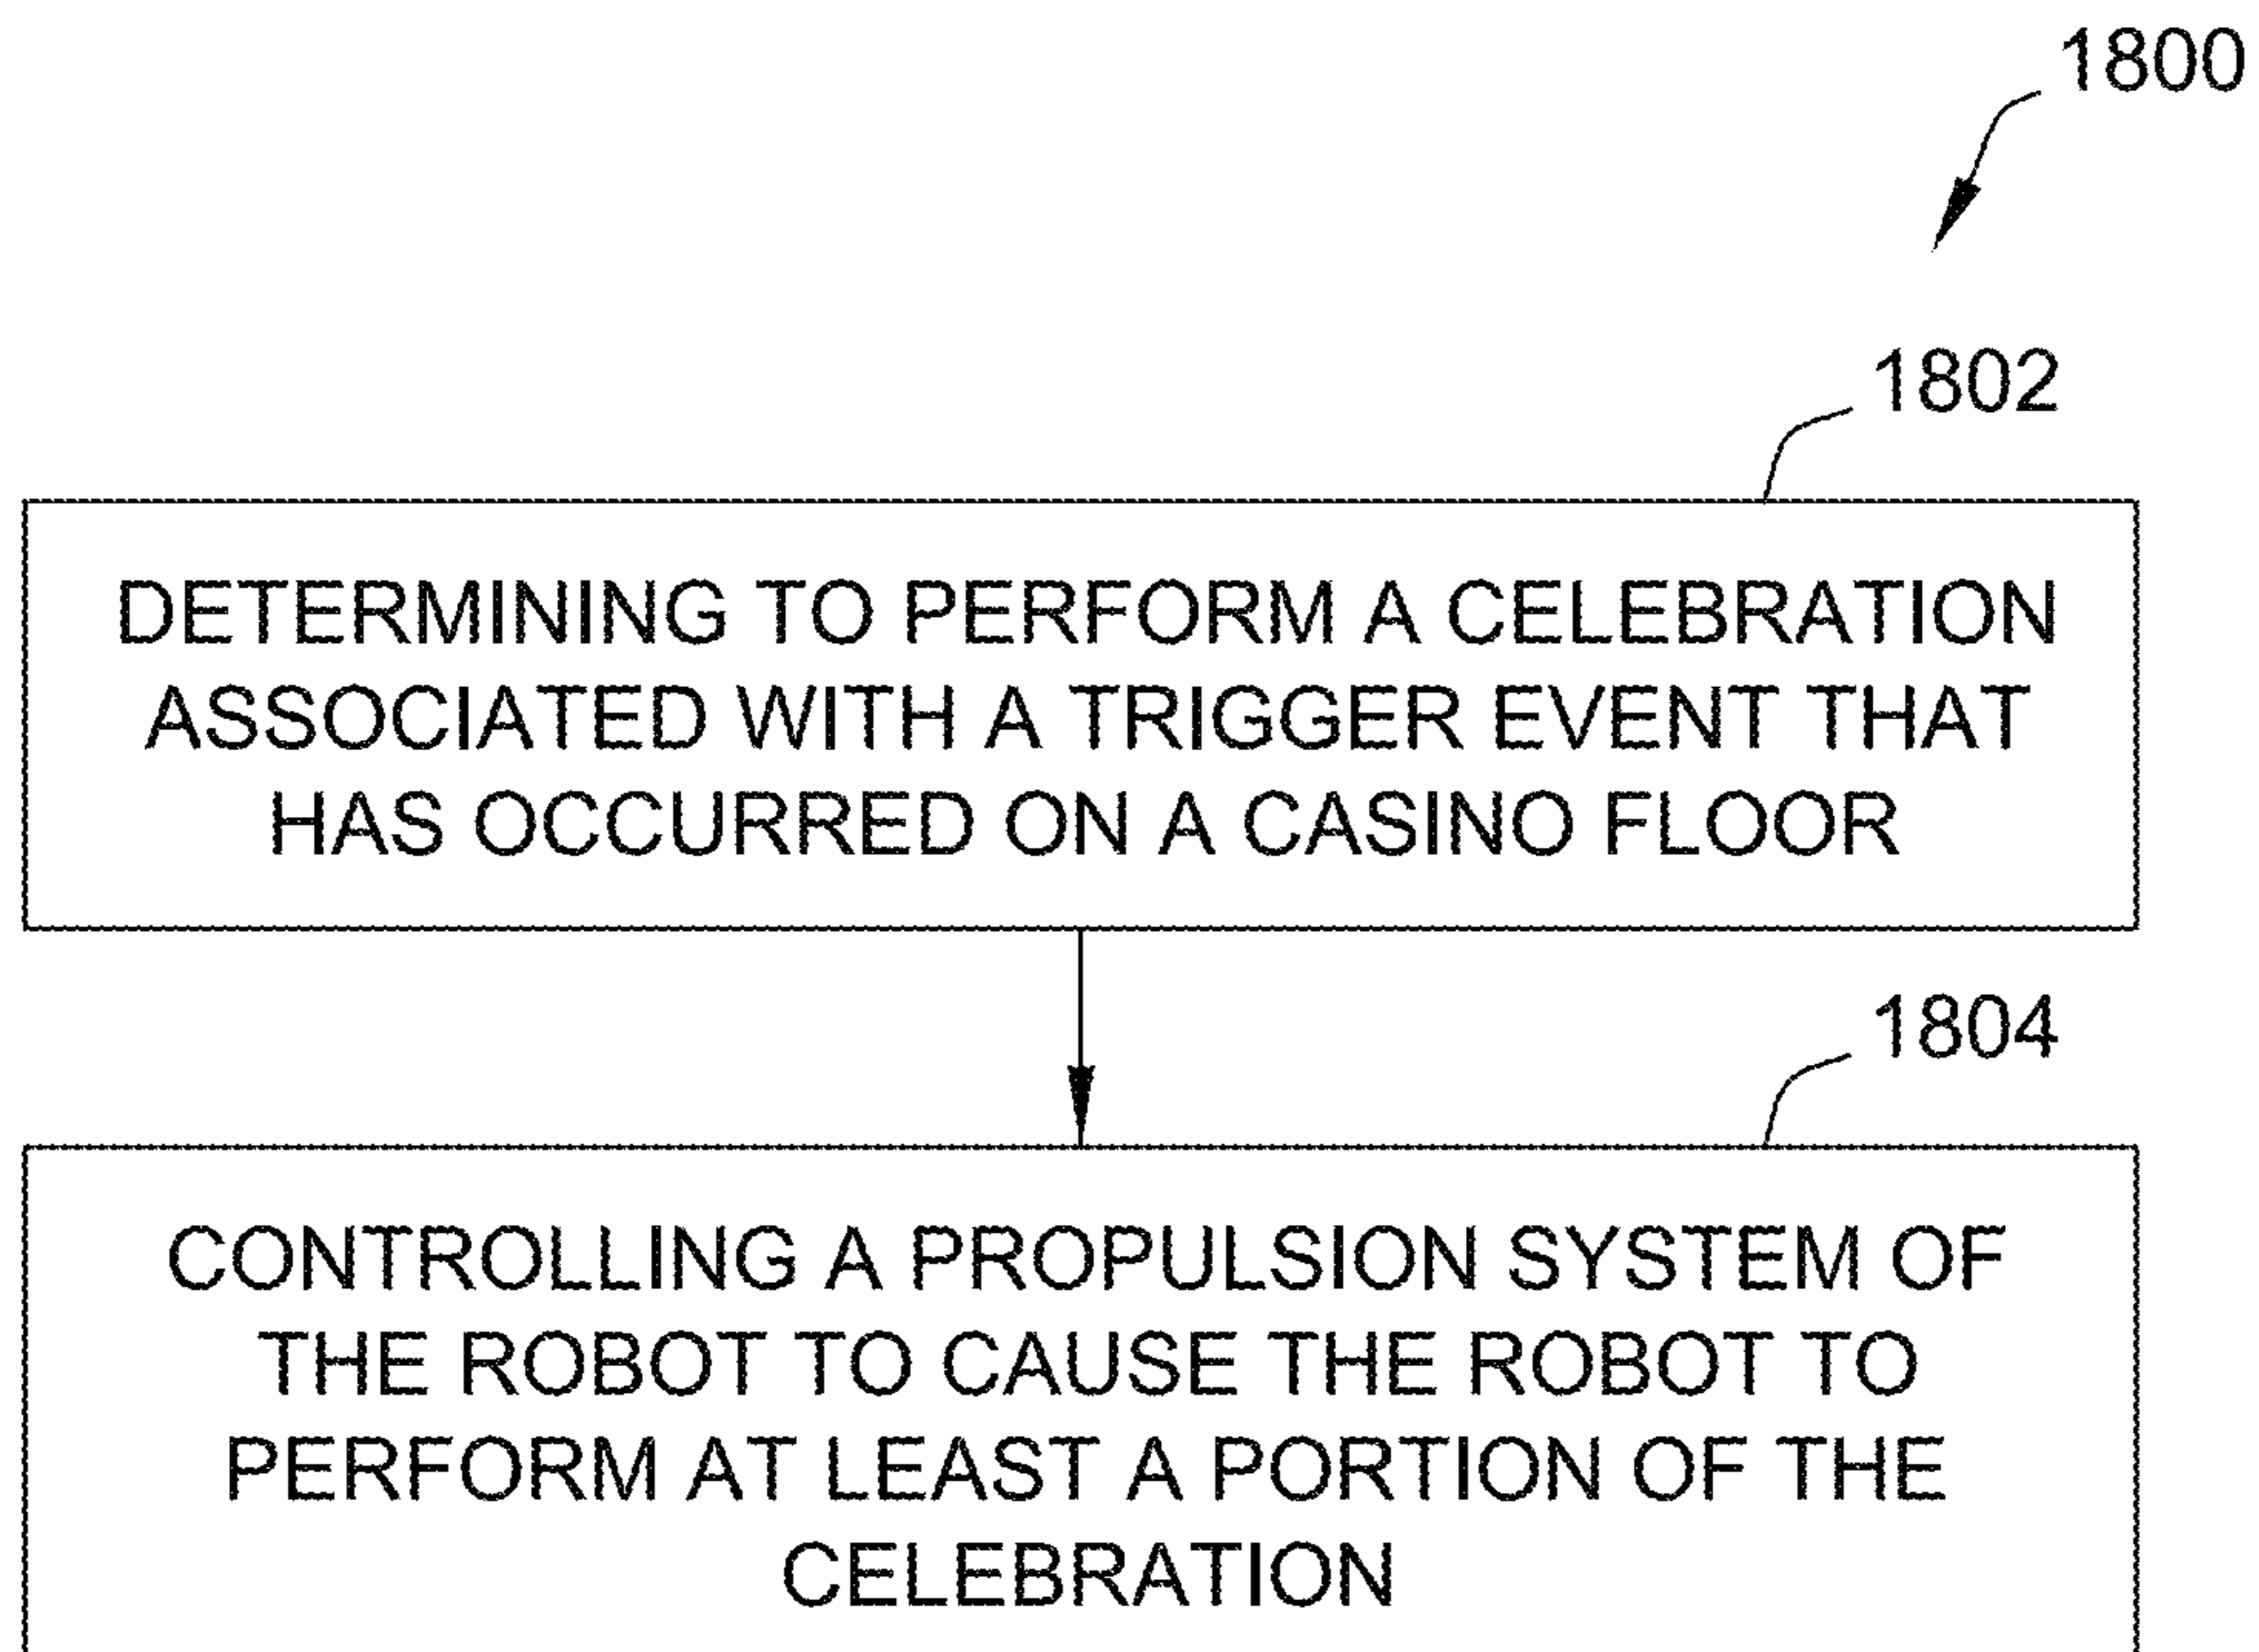 1800
1802
DETERMINING TO PERFORM A CELEBRATION
ASSOCIATED WITH A TRIGGER EVENT THAT
HAS OCCURRED ON A CASINO FLOOR
1804
CONTROLLING A PROPULSION SYSTEM OF
THE ROBOT TO CAUSE THE ROBOT TO
PERFORM AT LEAST A PORTION OF THE
CELEBRATION